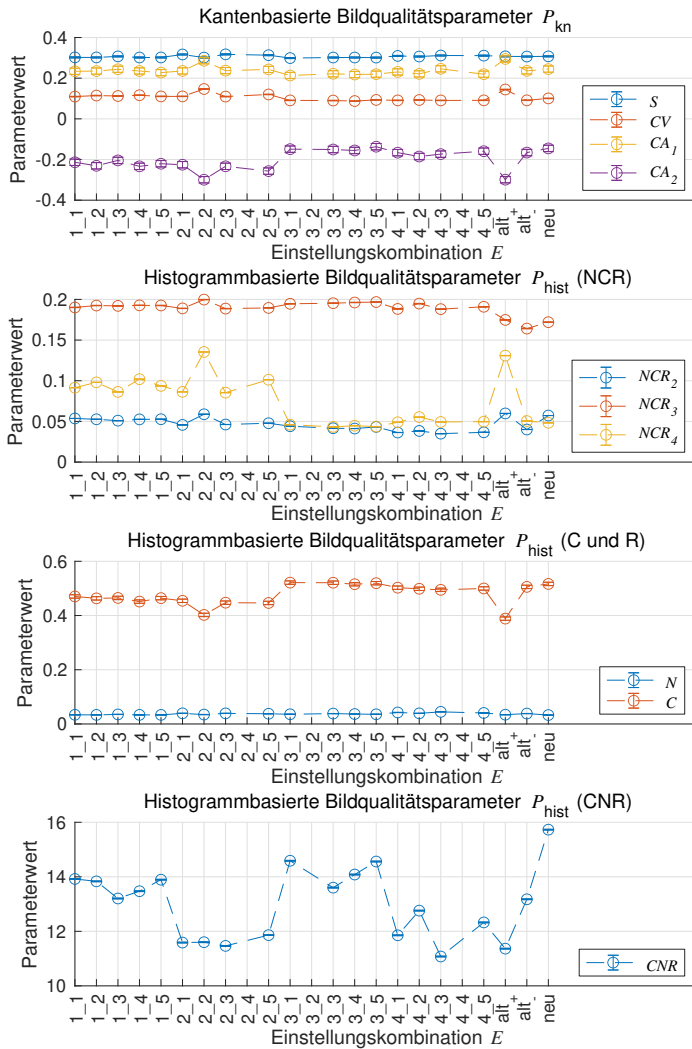 Kantenbasierte Bildqualitätsparameter P_kn
Parameterwert
0.4
0.2
0
-0.2
-0.4
S
CV
CA_1
CA_2
1_1
1_2
1_3
1_4
1_5
2_1
2_2
2_3
2_4
2_5
3_1
3_2
3_3
3_4
3_5
4_1
4_2
4_3
4_4
4_5
alt^+
alt^-
neu
Einstellungskombination E
Histogrammbasierte Bildqualitätsparameter P_hist (NCR)
Parameterwert
0.2
0.15
0.1
0.05
0
NCR_2
NCR_3
NCR_4
1_1
1_2
1_3
1_4
1_5
2_1
2_2
2_3
2_4
2_5
3_1
3_2
3_3
3_4
3_5
4_1
4_2
4_3
4_4
4_5
alt^+
alt^-
neu
Einstellungskombination E
Histogrammbasierte Bildqualitätsparameter P_hist (C und R)
Parameterwert
0.6
0.4
0.2
0
N
C
1_1
1_2
1_3
1_4
1_5
2_1
2_2
2_3
2_4
2_5
3_1
3_2
3_3
3_4
3_5
4_1
4_2
4_3
4_4
4_5
alt^+
alt^-
neu
Einstellungskombination E
Histogrammbasierte Bildqualitätsparameter P_hist (CNR)
Parameterwert
16
14
12
10
CNR
1_1
1_2
1_3
1_4
1_5
2_1
2_2
2_3
2_4
2_5
3_1
3_2
3_3
3_4
3_5
4_1
4_2
4_3
4_4
4_5
alt^+
alt^-
neu
Einstellungskombination E